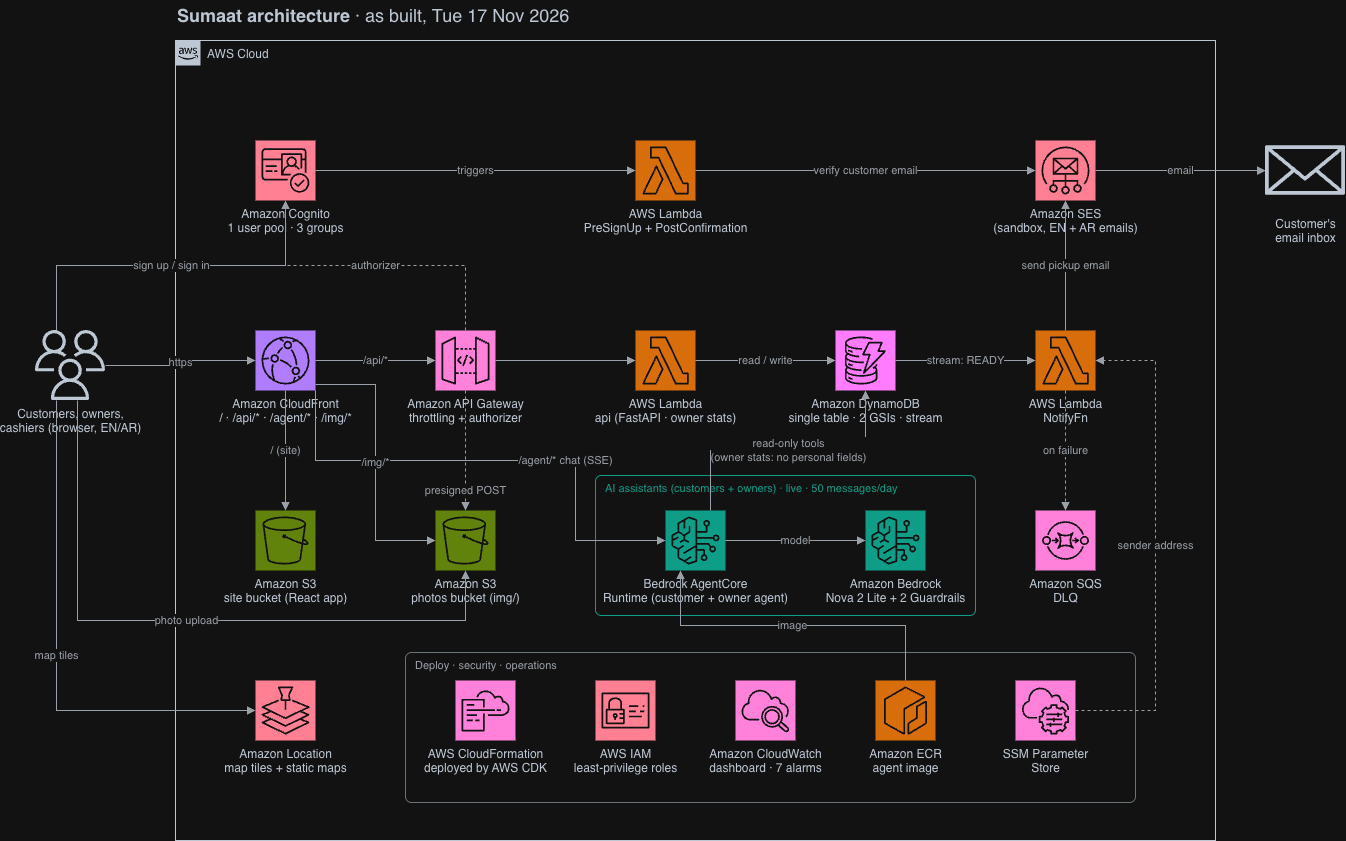 Sumaat architecture · as built, Tue 17 Nov 2026
aws
AWS Cloud
triggers
verify customer email
email
Amazon Cognito
1 user pool · 3 groups
AWS Lambda
PreSignUp + PostConfirmation
Amazon SES
(sandbox, EN + AR emails)
Customer's
email inbox
sign up / sign in
authorizer
send pickup email
https
/api/*
read / write
stream: READY
Customers, owners,
cashiers (browser, EN/AR)
Amazon CloudFront
/ · /api/* · /agent/* · /img/*
Amazon API Gateway
throttling + authorizer
AWS Lambda
api (FastAPI · owner stats)
Amazon DynamoDB
single table · 2 GSIs · stream
AWS Lambda
NotifyFn
/ (site)
/img/*
/agent/* chat (SSE)
read-only tools
(owner stats: no personal fields)
on failure
presigned POST
AI assistants (customers + owners) · live · 50 messages/day
model
sender address
Amazon S3
site bucket (React app)
Amazon S3
photos bucket (img/)
Bedrock AgentCore
Runtime (customer + owner agent)
Amazon Bedrock
Nova 2 Lite + 2 Guardrails
Amazon SQS
DLQ
photo upload
image
map tiles
Deploy · security · operations
Amazon Location
map tiles + static maps
AWS CloudFormation
deployed by AWS CDK
AWS IAM
least-privilege roles
Amazon CloudWatch
dashboard · 7 alarms
Amazon ECR
agent image
SSM Parameter
Store